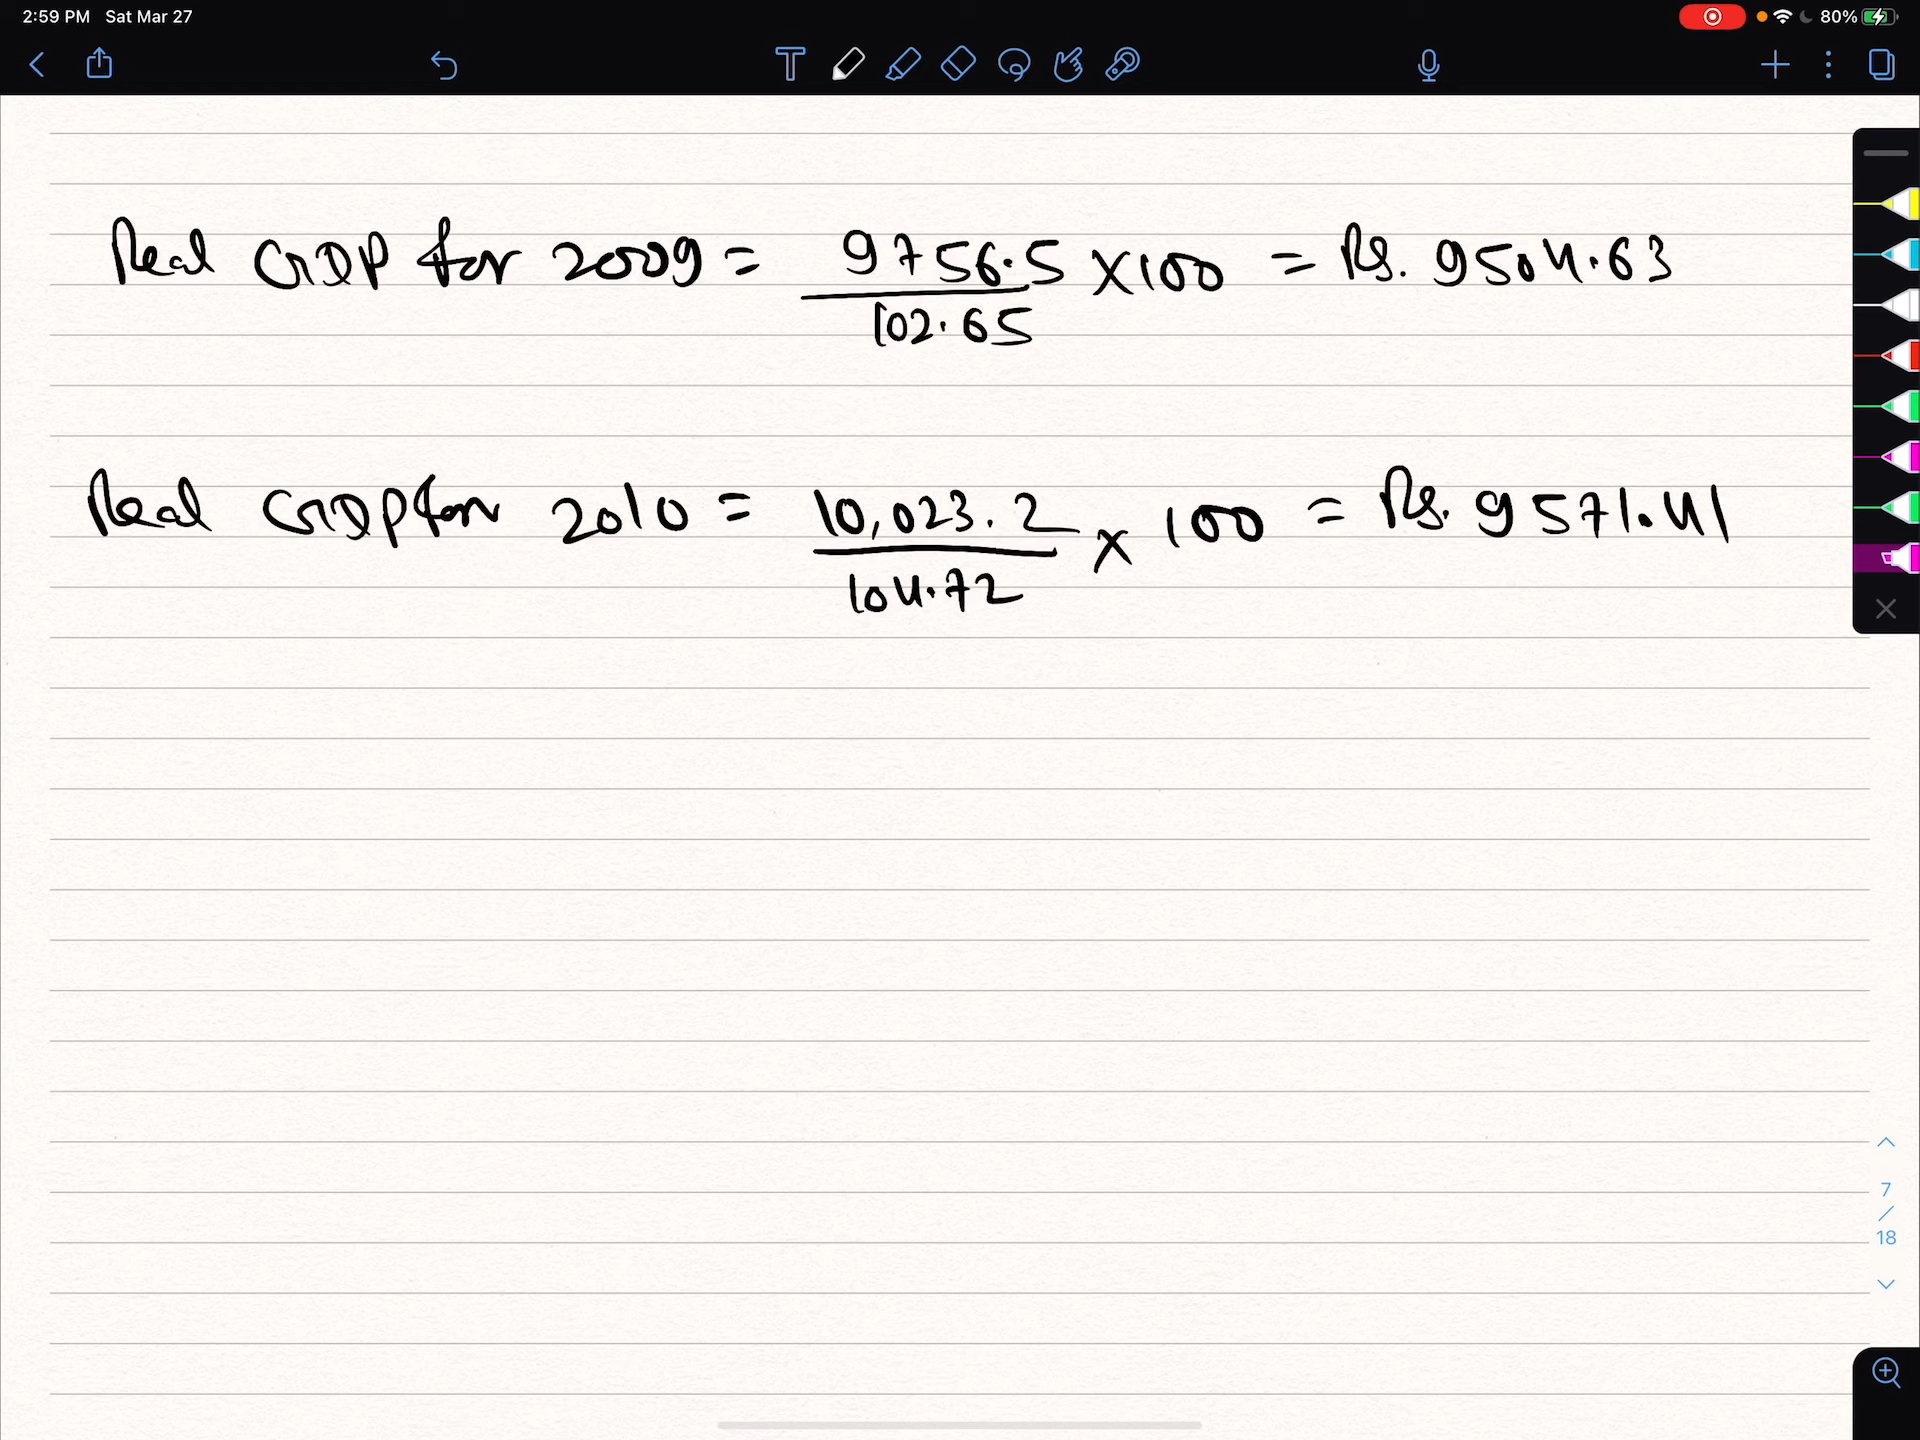 2:59 PM Sat Mar 27 80%
Real GDP for 2009 = 9756.5 / 102.65 × 100 = Rs. 9504.63
Real GDP for 2010 = 10,023.2 / 104.72 × 100 = Rs. 9571.41
7
/
18